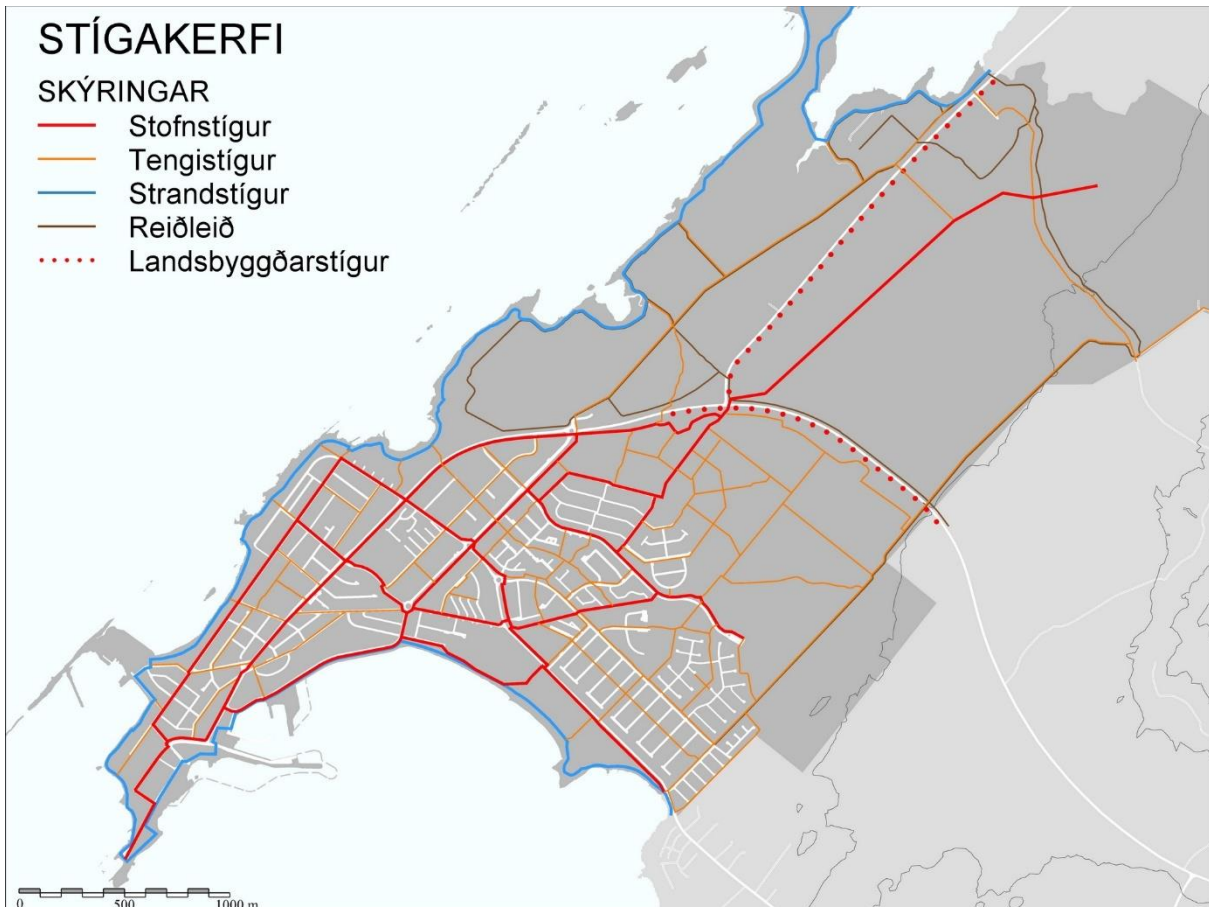 STÍGAKERFI
SKÝRINGAR
Stofnstígur
Tengistígur
Strandstígur
Reiðleið
Landsbyggðarstígur
0 500 1000 m